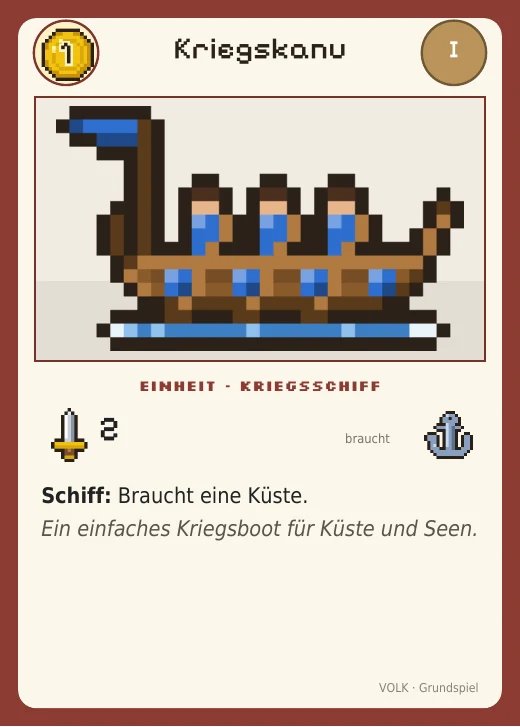 1
Kriegskanu
I
EINHEIT · KRIEGSSCHIFF
2
braucht
Schiff: Braucht eine Küste.
Ein einfaches Kriegsboot für Küste und Seen.
VOLK · Grundspiel